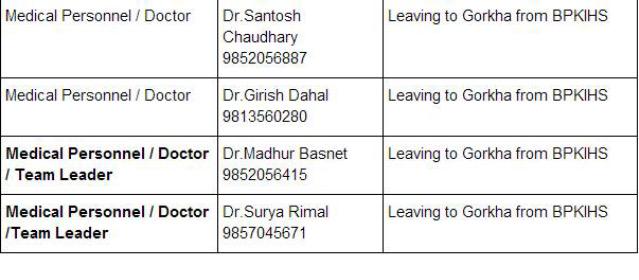 Medical Personnel / Doctor
Dr.Santosh
Chaudhary
9852056887
Leaving to Gorkha from BPKIHS
Medical Personnel / Doctor
Dr.Girish Dahal
9813560280
Leaving to Gorkha from BPKIHS
Medical Personnel / Doctor
/ Team Leader
Dr.Madhur Basnet
9852056415
Leaving to Gorkha from BPKIHS
Medical Personnel / Doctor
/Team Leader
Dr.Surya Rimal
9857045671
Leaving to Gorkha from BPKIHS